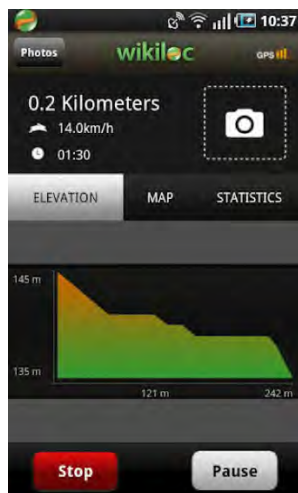 10:37
Photos wikiloc GPS
0.2 Kilometers
14.0km/h
01:30
ELEVATION MAP STATISTICS
145 m
135 m
121 m 242 m
Stop Pause